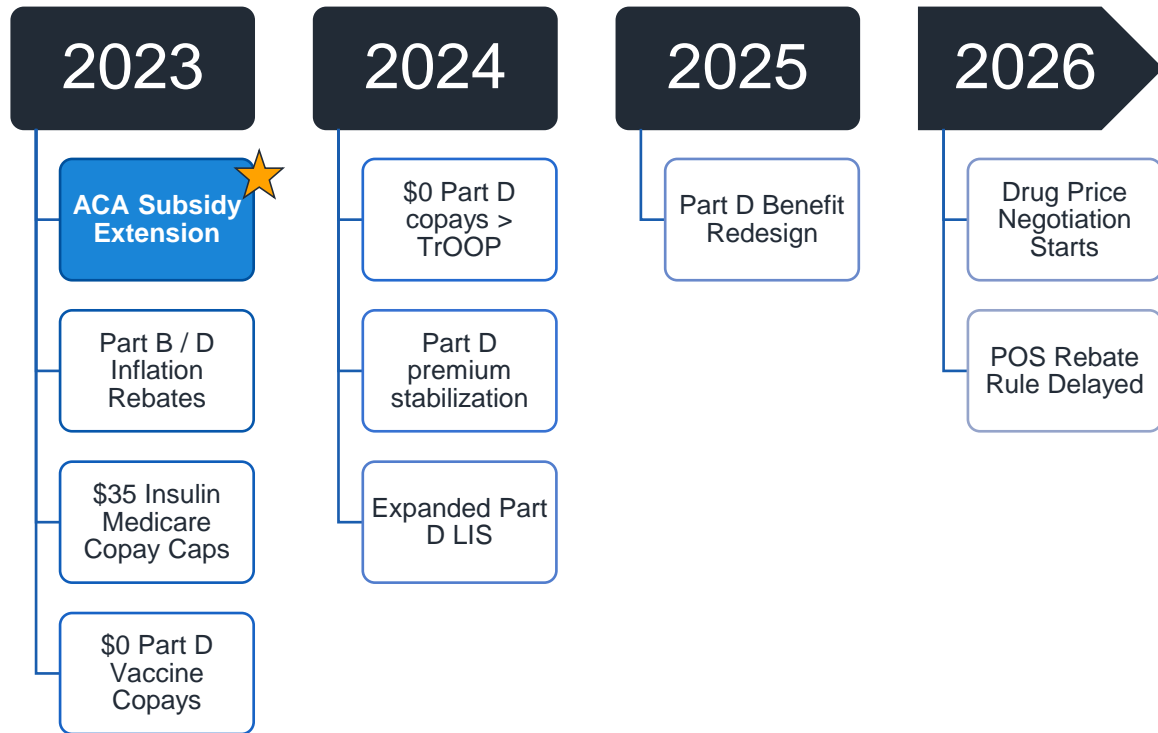 2023
ACA Subsidy
Extension
Part B / D
Inflation
Rebates
$35 Insulin
Medicare
Copay Caps
$0 Part D
Vaccine
Copays
2024
$0 Part D
copays >
TrOOP
Part D
premium
stabilization
Expanded Part
D LIS
2025
Part D Benefit
Redesign
2026
Drug Price
Negotiation
Starts
POS Rebate
Rule Delayed